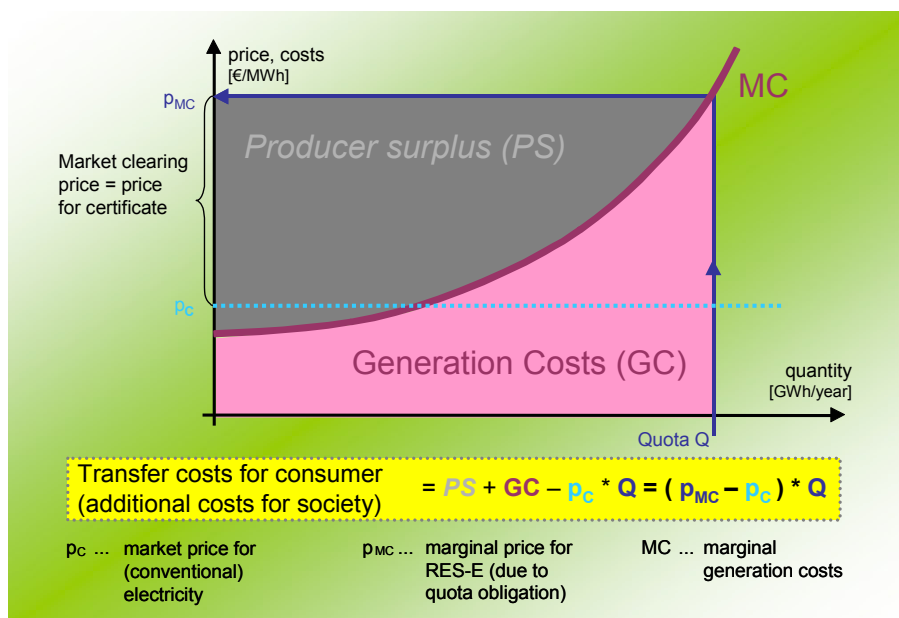 price, costs
[€/MWh]
MC
pMC
Producer surplus (PS)
Market clearing
price = price
for certificate
pC
Generation Costs (GC)
quantity
[GWh/year]
Quota Q
Transfer costs for consumer
(additional costs for society)
= PS + GC – pC * Q = ( pMC – pC ) * Q
pC ... market price for
(conventional)
electricity
pMC ... marginal price for
RES-E (due to
quota obligation)
MC ... marginal
generation costs